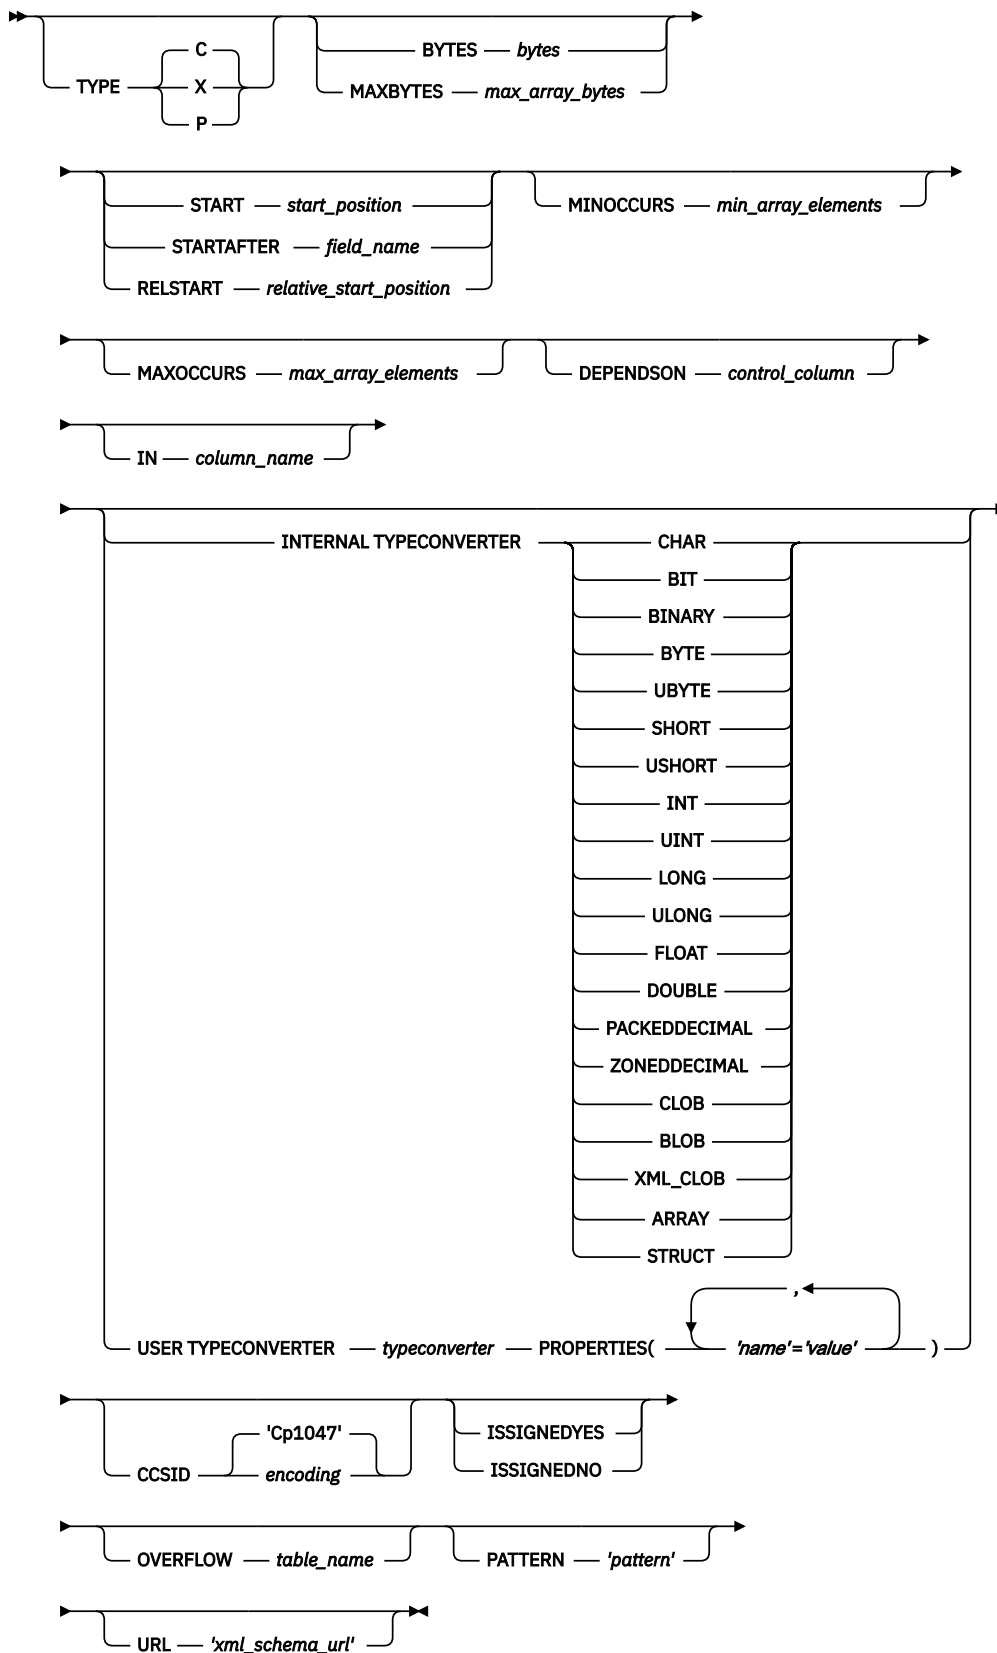 C
BYTES bytes
TYPE X
MAXBYTES max_array_bytes
P
START start_position
MINOCCURS min_array_elements
STARTAFTER field_name
RELSTART relative_start_position
MAXOCCURS max_array_elements
DEPENDSON control_column
IN column_name
INTERNAL TYPECONVERTER CHAR
BIT
BINARY
BYTE
UBYTE
SHORT
USHORT
INT
UINT
LONG
ULONG
FLOAT
DOUBLE
PACKEDDECIMAL
ZONEDDECIMAL
CLOB
BLOB
XML_CLOB
ARRAY
STRUCT
,
USER TYPECONVERTER typeconverter PROPERTIES( 'name'='value' )
'Cp1047'
CCSID encoding
ISSIGNEDYES
ISSIGNEDNO
OVERFLOW table_name
PATTERN 'pattern'
URL 'xml_schema_url'